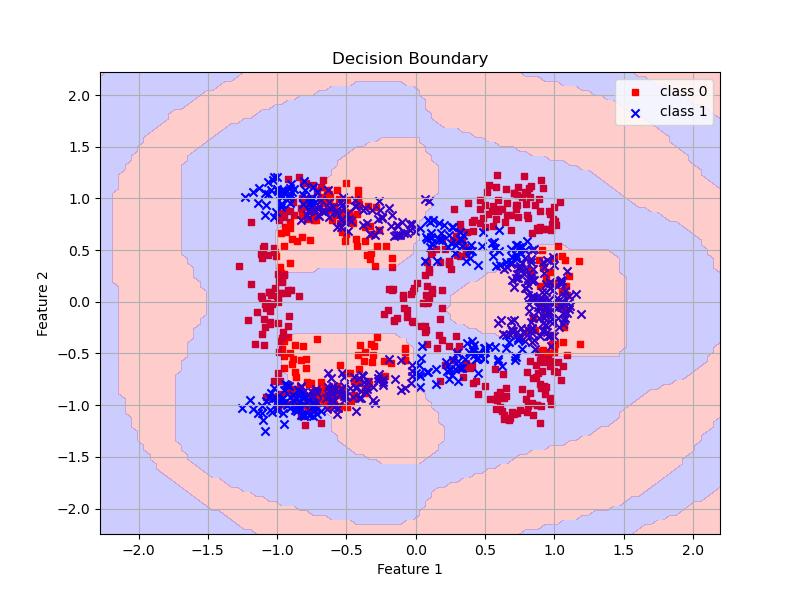 Decision Boundary
class 0
class 1
Feature 2
2.0
1.5
1.0
0.5
0.0
−0.5
−1.0
−1.5
−2.0
−2.0 −1.5 −1.0 −0.5 0.0 0.5 1.0 1.5 2.0
Feature 1